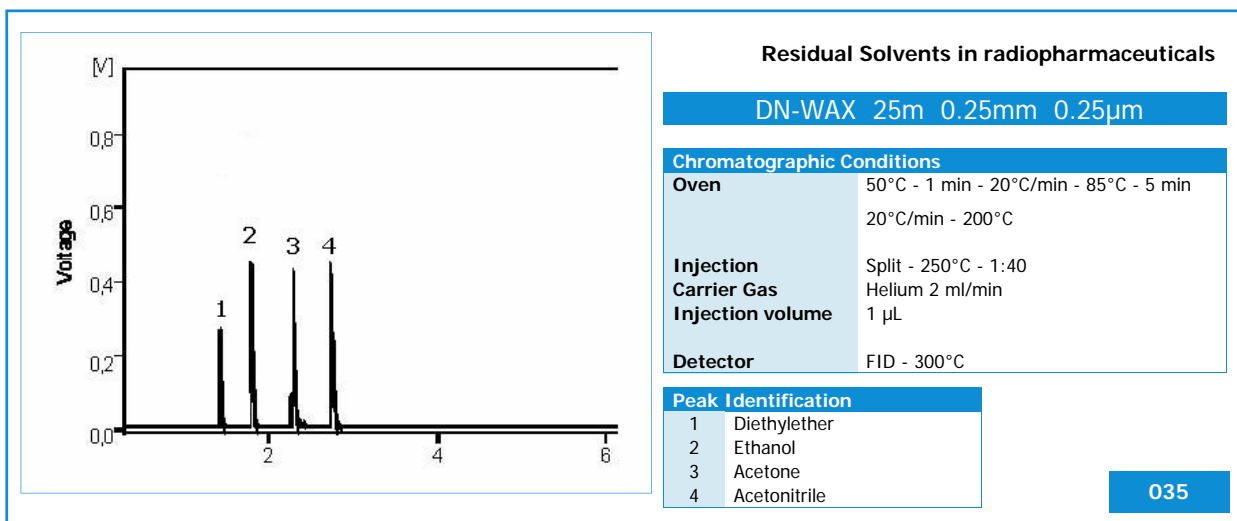 [V]
0,8
0,6
0,4
0,2
0,0
Voltage
1
2
3
4
2
4
6
Residual Solvents in radiopharmaceuticals
DN-WAX 25m 0.25mm 0.25µm
Chromatographic Conditions
Oven 50°C - 1 min - 20°C/min - 85°C - 5 min
20°C/min - 200°C
Injection Split - 250°C - 1:40
Carrier Gas Helium 2 ml/min
Injection volume 1 µL
Detector FID - 300°C
Peak Identification
1 Diethylether
2 Ethanol
3 Acetone
4 Acetonitrile
035